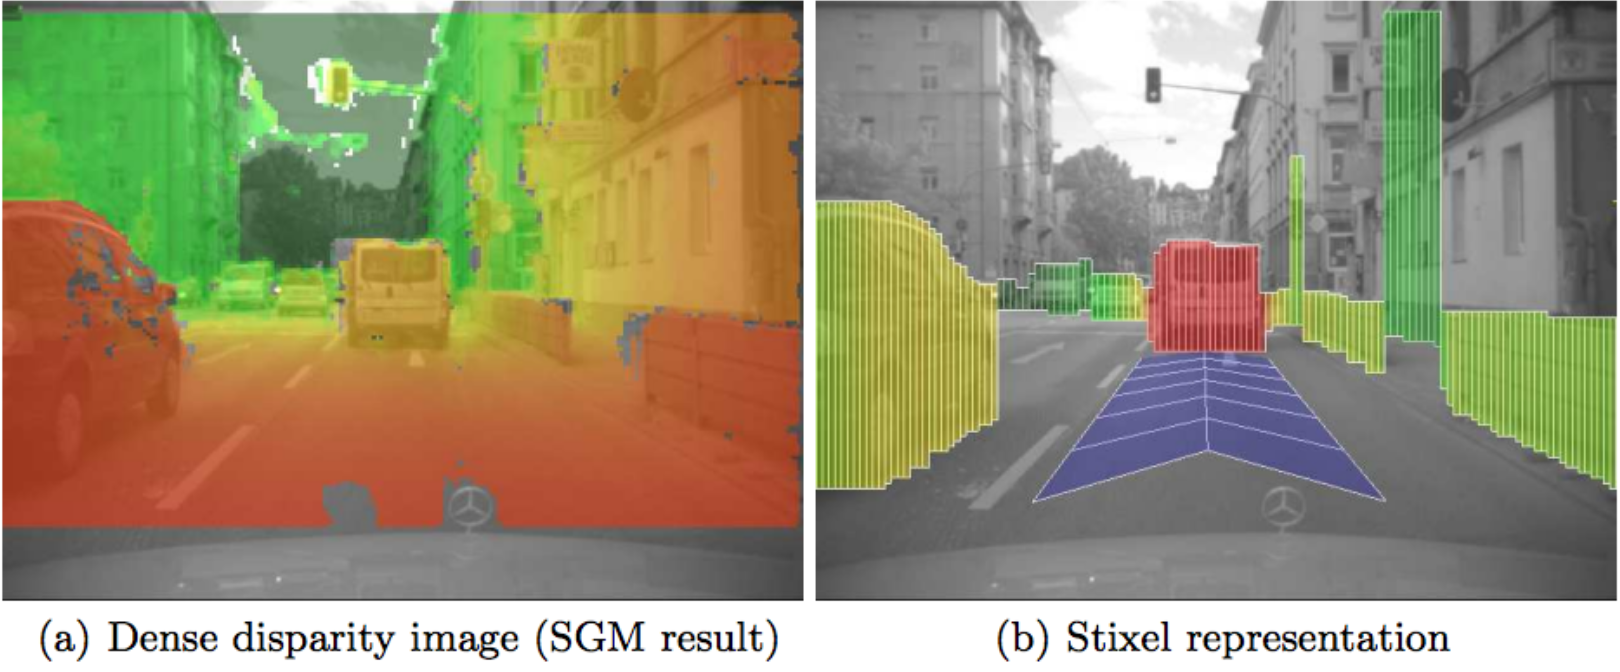 (a) Dense disparity image (SGM result)
(b) Stixel representation